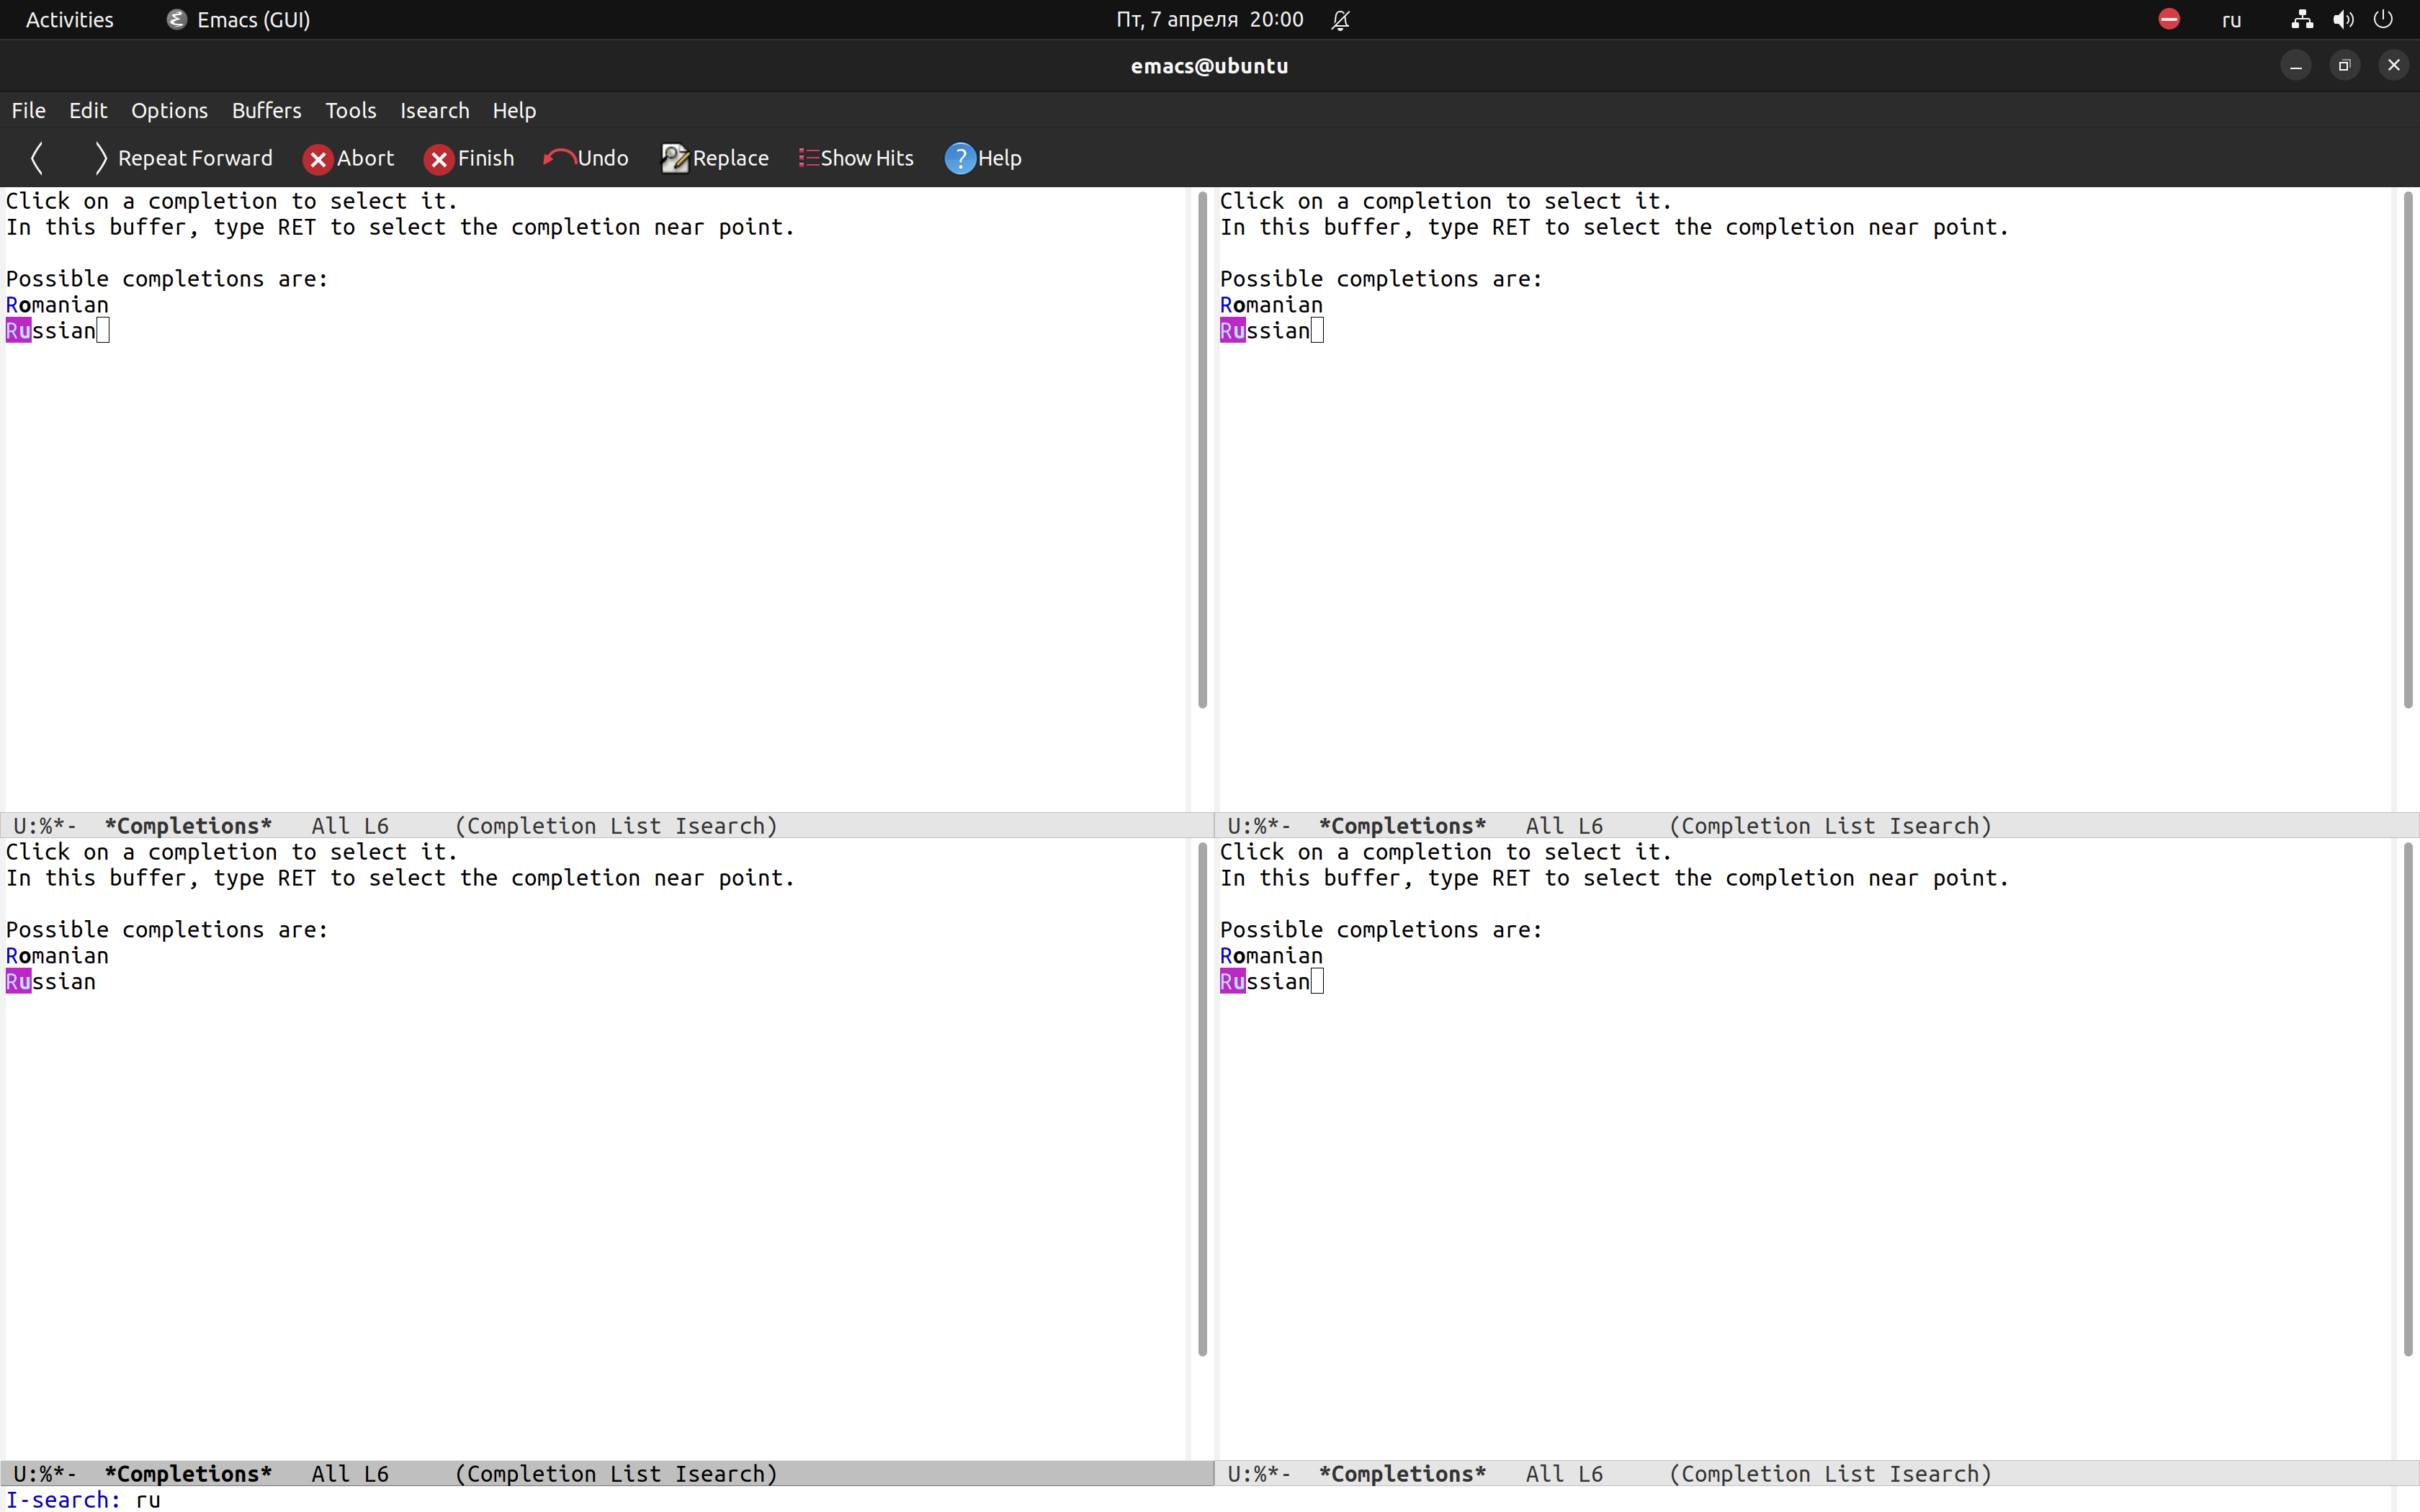 Activities Emacs (GUI) Пт, 7 апреля 20:00 ru
emacs@ubuntu
File Edit Options Buffers Tools Isearch Help
Repeat Forward Abort Finish Undo Replace Show Hits Help
Click on a completion to select it.
In this buffer, type RET to select the completion near point.
Possible completions are:
Romanian
Russian
U:%*- *Completions* All L6 (Completion List Isearch)
Click on a completion to select it.
In this buffer, type RET to select the completion near point.
Possible completions are:
Romanian
Russian
U:%*- *Completions* All L6 (Completion List Isearch)
Click on a completion to select it.
In this buffer, type RET to select the completion near point.
Possible completions are:
Romanian
Russian
U:%*- *Completions* All L6 (Completion List Isearch)
Click on a completion to select it.
In this buffer, type RET to select the completion near point.
Possible completions are:
Romanian
Russian
U:%*- *Completions* All L6 (Completion List Isearch)
I-search: ru